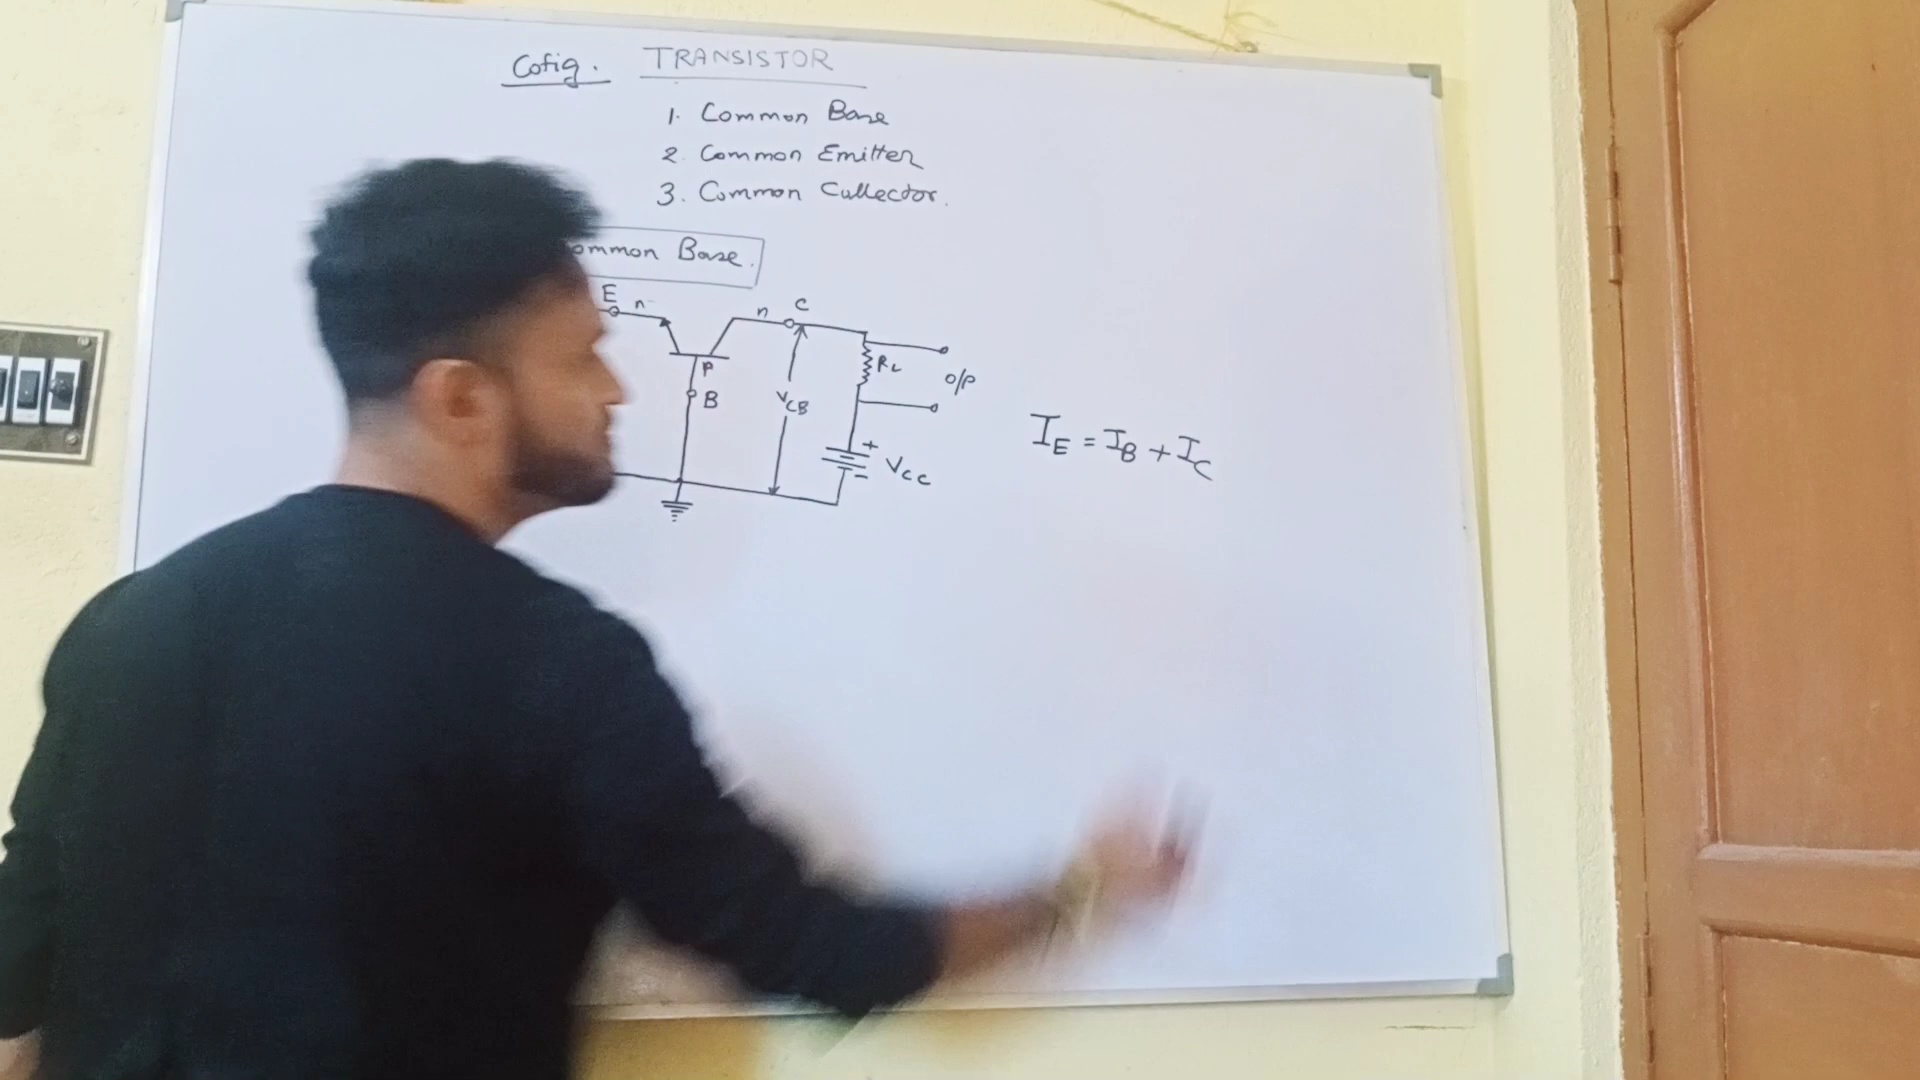 Cofig. TRANSISTOR
1. Common Base
2. Common Emitter
3. Common Cullector.
ommon Base.
E n n C
P
B
VCB
RL
O/P
+
VCC
-
IE = IB + IC